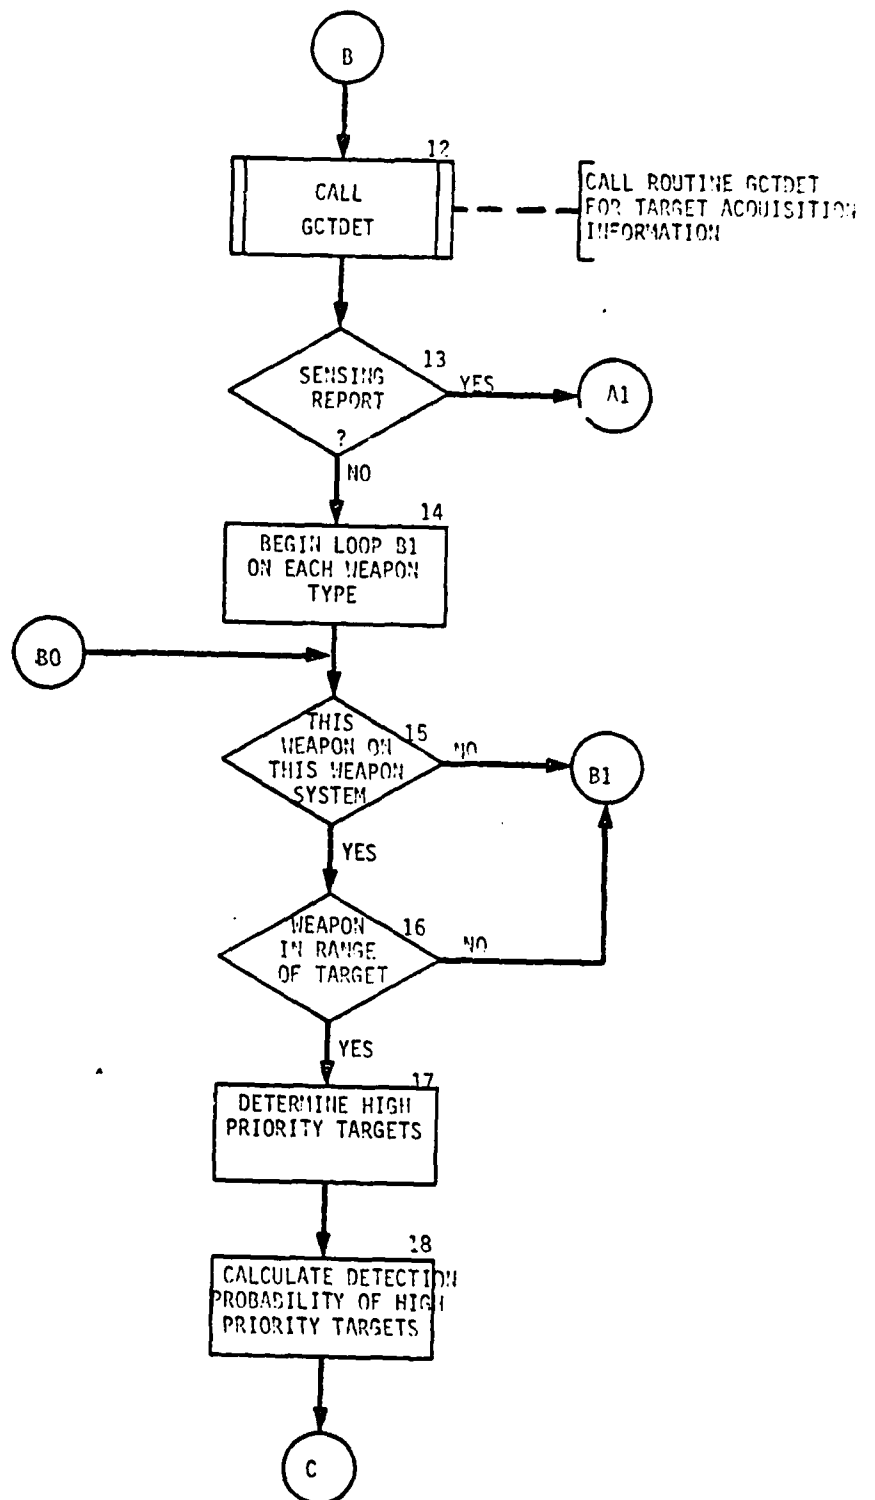 B
12
CALL
GCTDET
CALL ROUTINE GCTDET
FOR TARGET ACQUISITION
INFORMATION
13
SENSING
REPORT
?
YES
A1
NO
14
BEGIN LOOP B1
ON EACH WEAPON
TYPE
B0
15
THIS
WEAPON ON
THIS WEAPON
SYSTEM
NO
B1
YES
16
WEAPON
IN RANGE
OF TARGET
NO
YES
17
DETERMINE HIGH
PRIORITY TARGETS
18
CALCULATE DETECTION
PROBABILITY OF HIGH
PRIORITY TARGETS
C